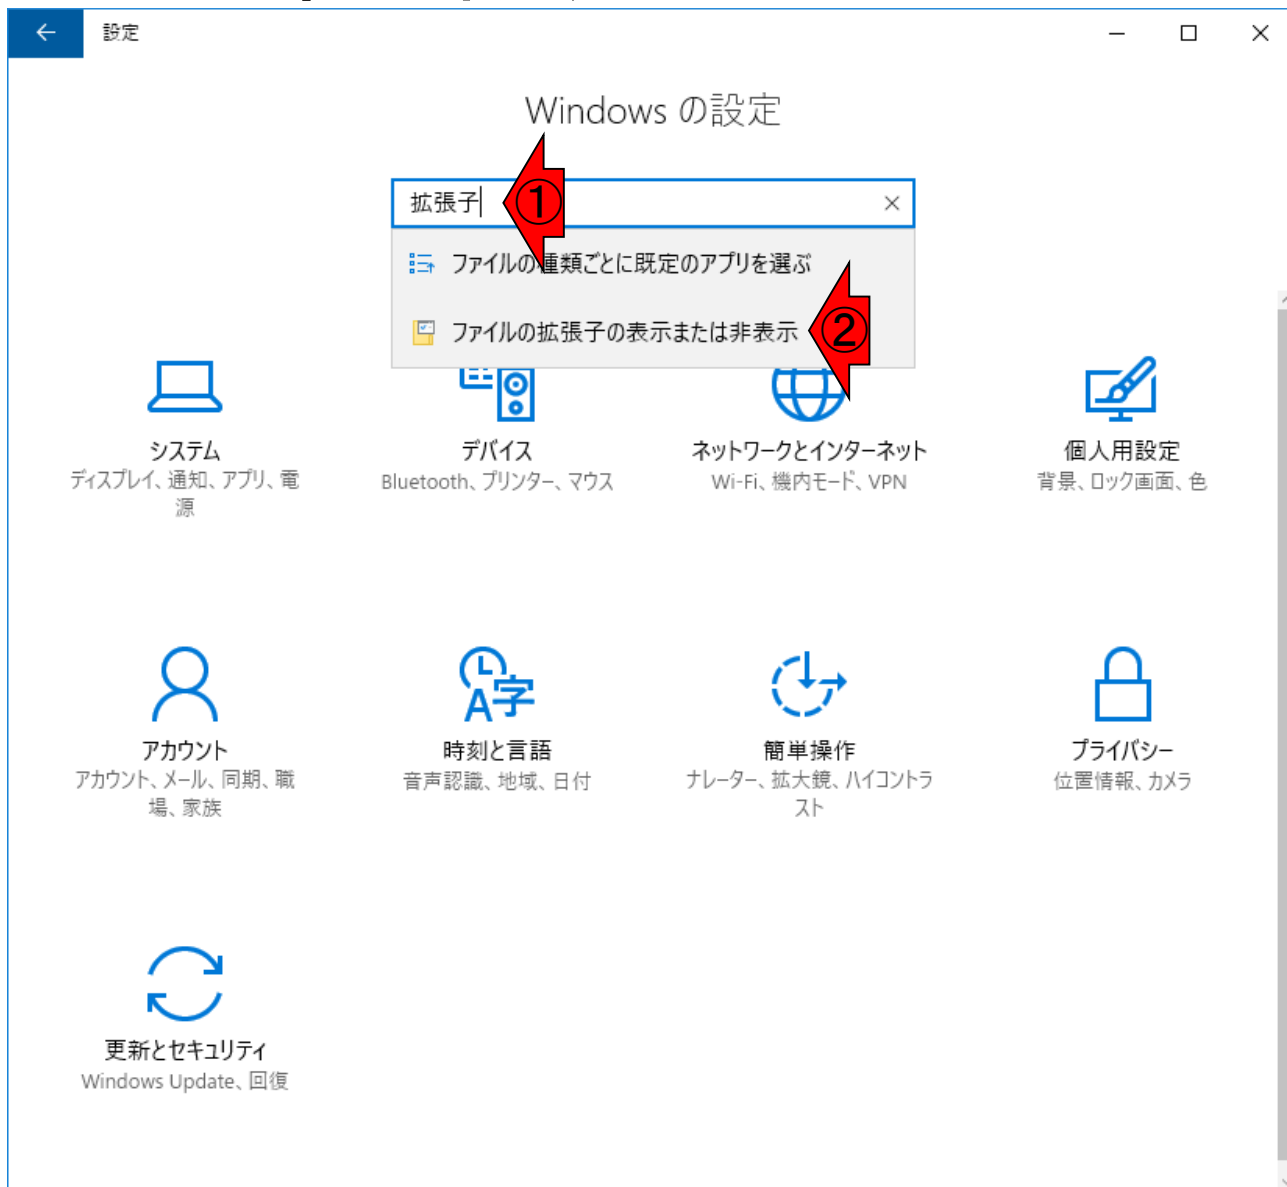 設定
Windows の設定
拡張子
①
ファイルの種類ごとに既定のアプリを選ぶ
ファイルの拡張子の表示または非表示
②
システム
ディスプレイ、通知、アプリ、電
源
デバイス
Bluetooth、プリンター、マウス
ネットワークとインターネット
Wi-Fi、機内モード、VPN
個人用設定
背景、ロック画面、色
アカウント
アカウント、メール、同期、職
場、家族
時刻と言語
音声認識、地域、日付
簡単操作
ナレーター、拡大鏡、ハイコントラ
スト
プライバシー
位置情報、カメラ
更新とセキュリティ
Windows Update、回復